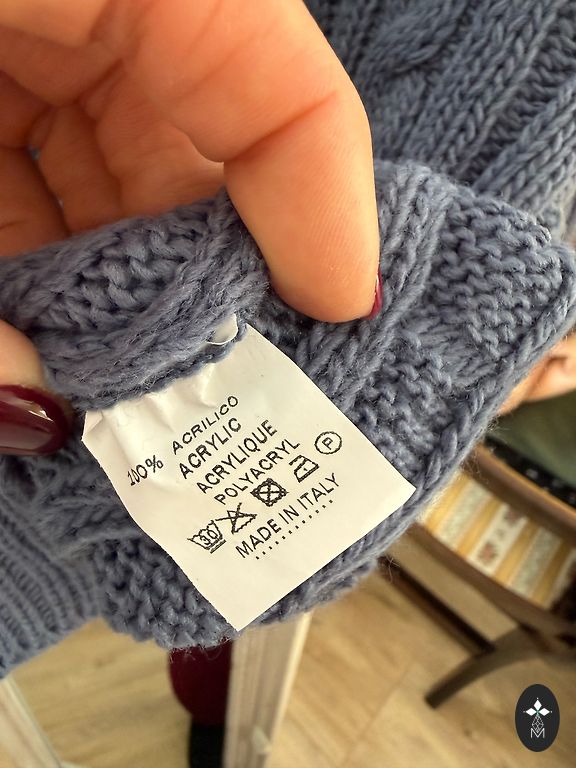 100% ACRILICO
ACRYLIC
ACRYLIQUE
POLYACRYL
30 P
MADE IN ITALY
M